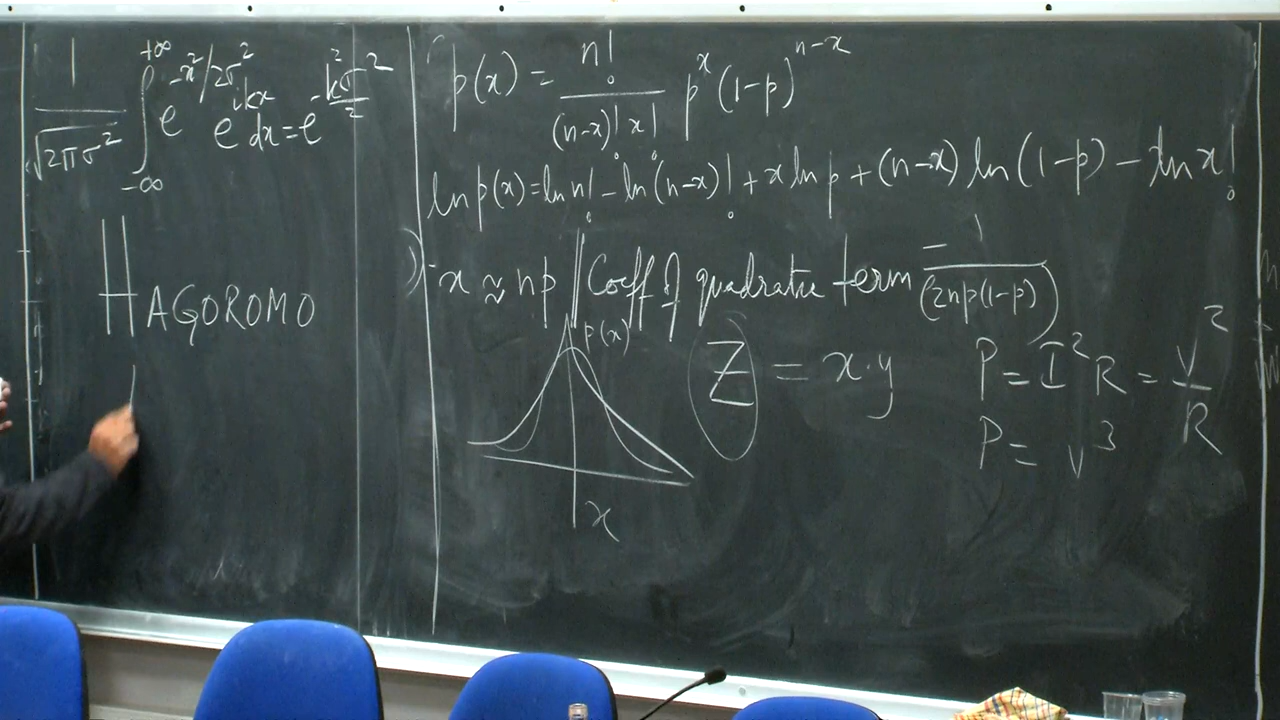 1/√2πσ² ∫_{-∞}^{+∞} e^{-x²/2σ²} e^{ikx} dx = e^{-k²σ²/2}
HAGOROMO
p(x) = n!/((n-x)! x!) p^x (1-p)^{n-x}
ln p(x) = ln n! - ln (n-x)! + x ln p + (n-x) ln (1-p) - ln x!
) -x ≈ np || Coeff of quadratic term -1/(2np(1-p))
p(x)
x
Z = x.y
P = I²R = V²/R
P = v³